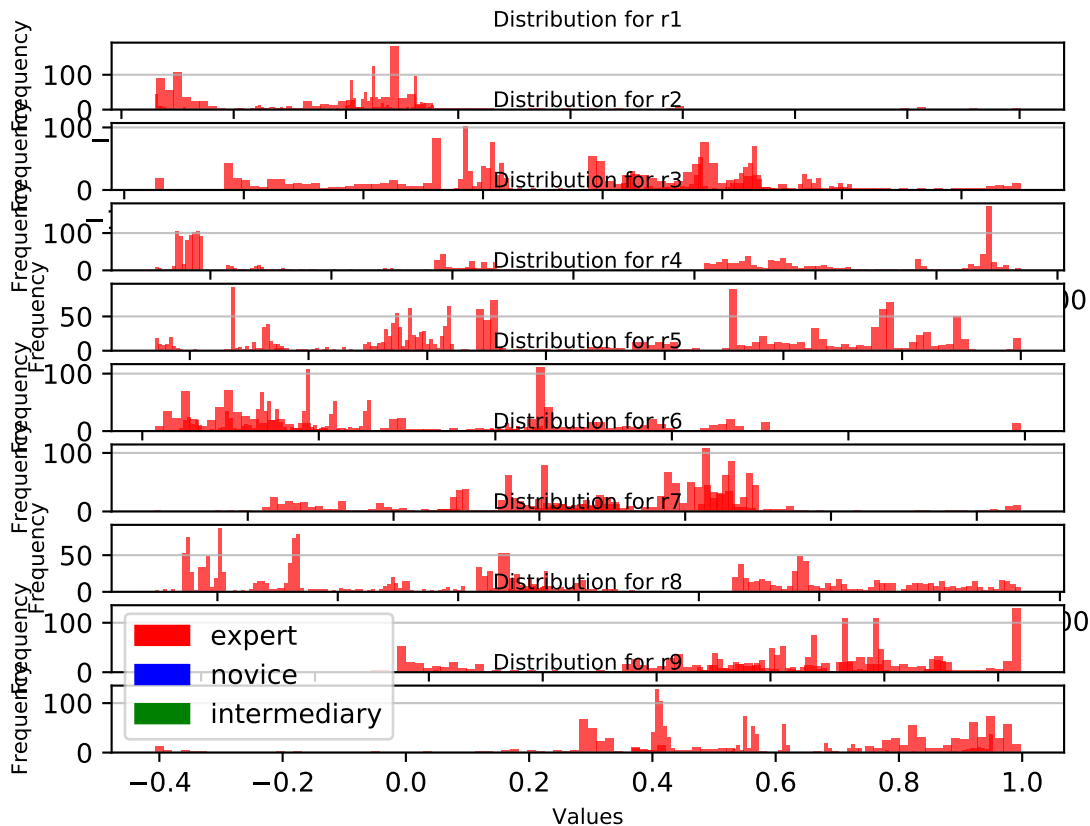 Distribution for r1
Frequency
100
0
Distribution for r2
Frequency
100
0
Distribution for r3
Frequency
100
0
Distribution for r4
00
Frequency
50
0
Distribution for r5
Frequency
100
0
Distribution for r6
Frequency
100
0
Distribution for r7
Frequency
50
0
Distribution for r8
00
Frequency
100
0
Distribution for r9
expert
novice
intermediary
Frequency
100
0
−0.4 −0.2 0.0 0.2 0.4 0.6 0.8 1.0
Values